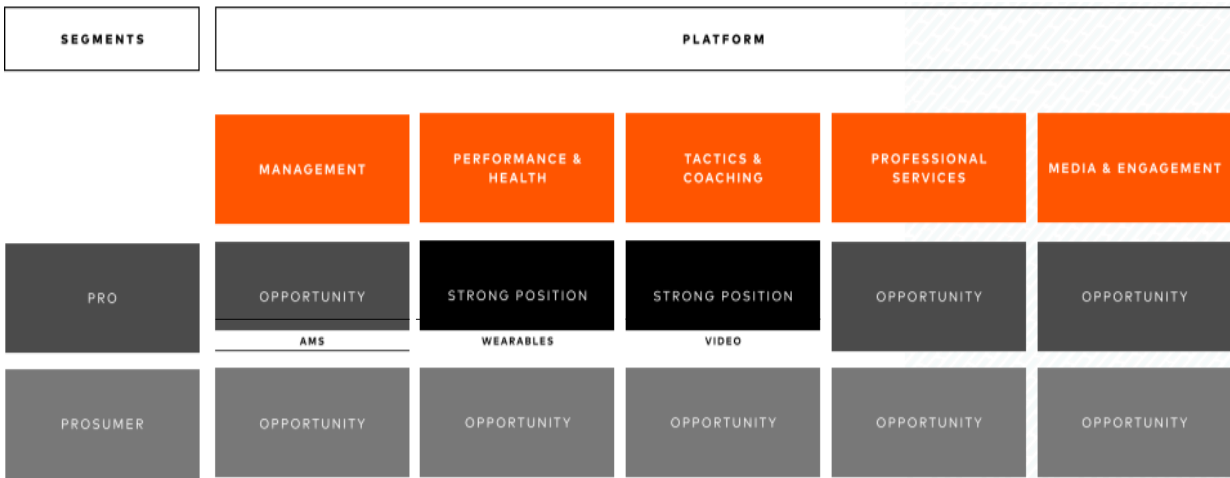 SEGMENTS
PLATFORM
MANAGEMENT
PERFORMANCE &
HEALTH
TACTICS &
COACHING
PROFESSIONAL
SERVICES
MEDIA & ENGAGEMENT
PRO
OPPORTUNITY
STRONG POSITION
STRONG POSITION
OPPORTUNITY
OPPORTUNITY
AMS
WEARABLES
VIDEO
PROSUMER
OPPORTUNITY
OPPORTUNITY
OPPORTUNITY
OPPORTUNITY
OPPORTUNITY